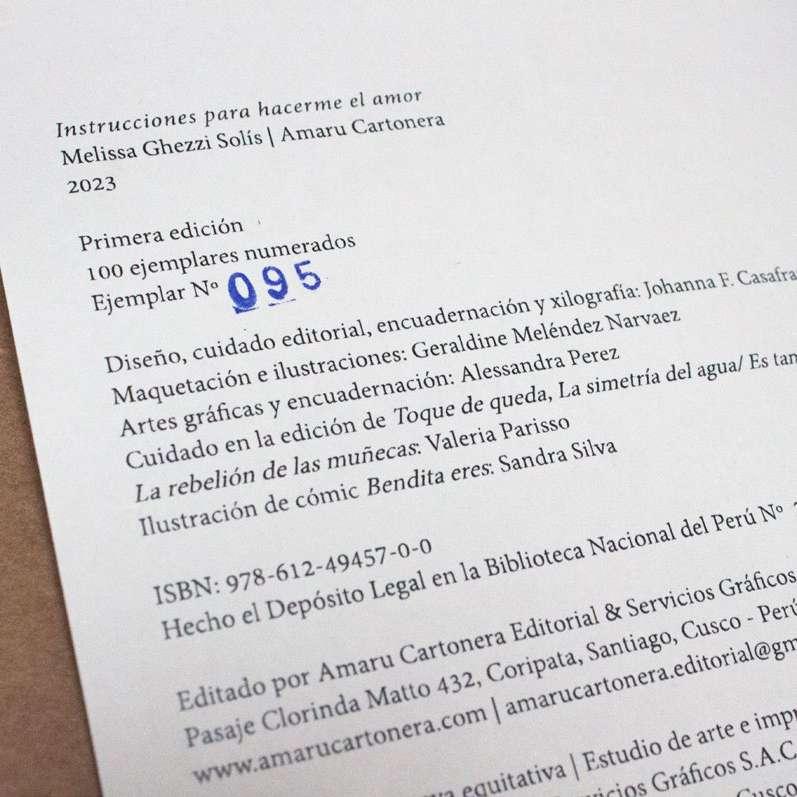 Instrucciones para hacerme el amor
Melissa Ghezzi Solís | Amaru Cartonera
2023
Primera edición
100 ejemplares numerados
Ejemplar Nº 095
Diseño, cuidado editorial, encuadernación y xilografía: Johanna F. Casafra
Maquetación e ilustraciones: Geraldine Meléndez Narvaez
Artes gráficas y encuadernación: Alessandra Perez
Cuidado en la edición de Toque de queda, La simetría del agua/ Es tan
La rebelión de las muñecas: Valeria Parisso
Ilustración de cómic Bendita eres: Sandra Silva
ISBN: 978-612-49457-0-0
Hecho el Depósito Legal en la Biblioteca Nacional del Perú Nº
Editado por Amaru Cartonera Editorial & Servicios Gráficos
Pasaje Clorinda Matto 432, Coripata, Santiago, Cusco - Perú
www.amarucartonera.com | amarucartonera.editorial@gm
equitativa | Estudio de arte e impr
Gráficos S.A.C
Cusco